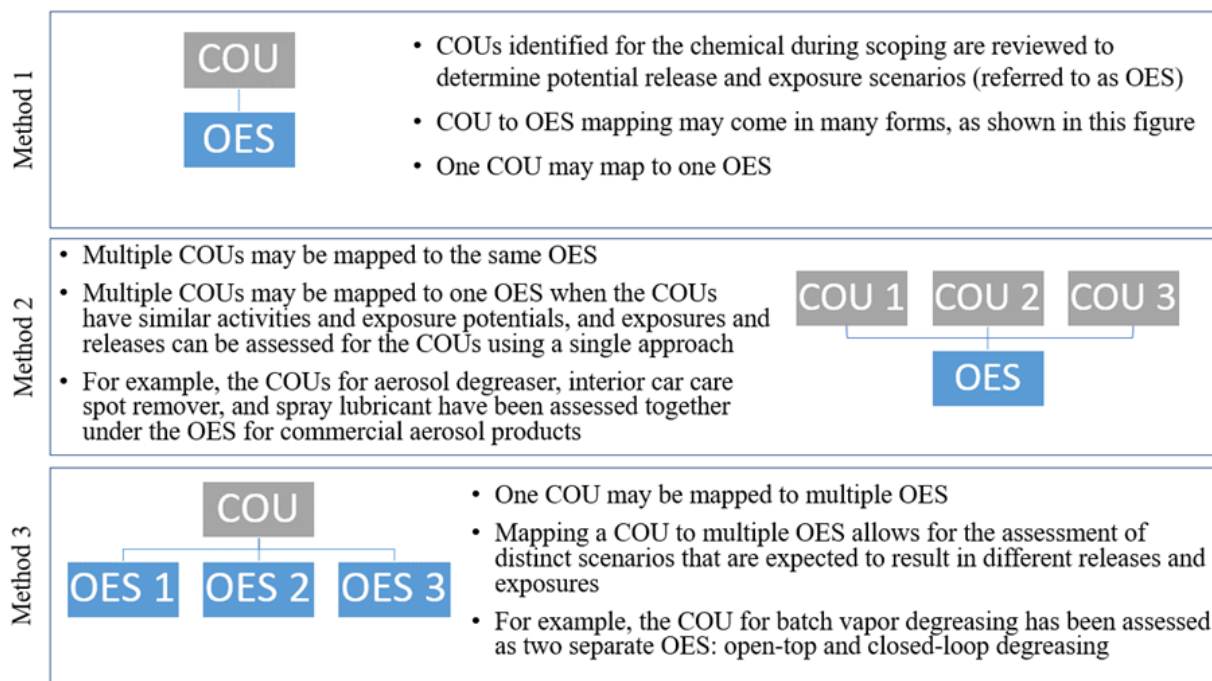 Method 1
COU
OES
• COUs identified for the chemical during scoping are reviewed to
determine potential release and exposure scenarios (referred to as OES)
• COU to OES mapping may come in many forms, as shown in this figure
• One COU may map to one OES
Method 2
• Multiple COUs may be mapped to the same OES
• Multiple COUs may be mapped to one OES when the COUs
have similar activities and exposure potentials, and exposures and
releases can be assessed for the COUs using a single approach
• For example, the COUs for aerosol degreaser, interior car care
spot remover, and spray lubricant have been assessed together
under the OES for commercial aerosol products
COU 1 COU 2 COU 3
OES
Method 3
COU
OES 1 OES 2 OES 3
• One COU may be mapped to multiple OES
• Mapping a COU to multiple OES allows for the assessment of
distinct scenarios that are expected to result in different releases and
exposures
• For example, the COU for batch vapor degreasing has been assessed
as two separate OES: open-top and closed-loop degreasing